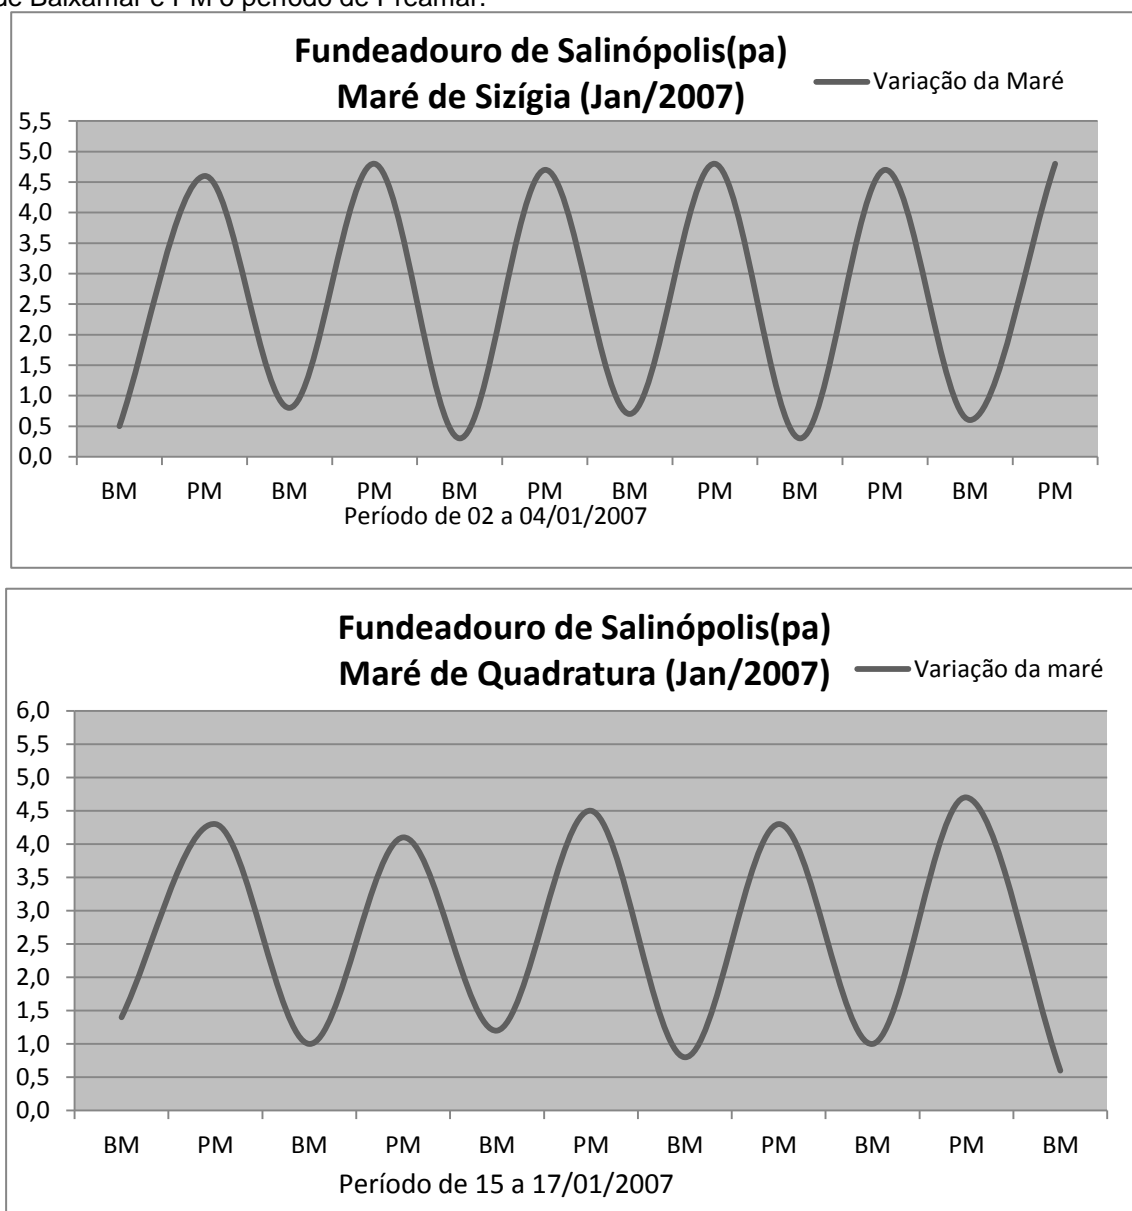 de Baixamar e PM o período de Preamar.
Fundeadouro de Salinópolis(pa)
Maré de Sizígia (Jan/2007)
Variação da Maré
5,5
5,0
4,5
4,0
3,5
3,0
2,5
2,0
1,5
1,0
0,5
0,0
BM PM BM PM BM PM BM PM BM PM BM PM
Período de 02 a 04/01/2007
Fundeadouro de Salinópolis(pa)
Maré de Quadratura (Jan/2007)
Variação da maré
6,0
5,5
5,0
4,5
4,0
3,5
3,0
2,5
2,0
1,5
1,0
0,5
0,0
BM PM BM PM BM PM BM PM BM PM BM
Período de 15 a 17/01/2007